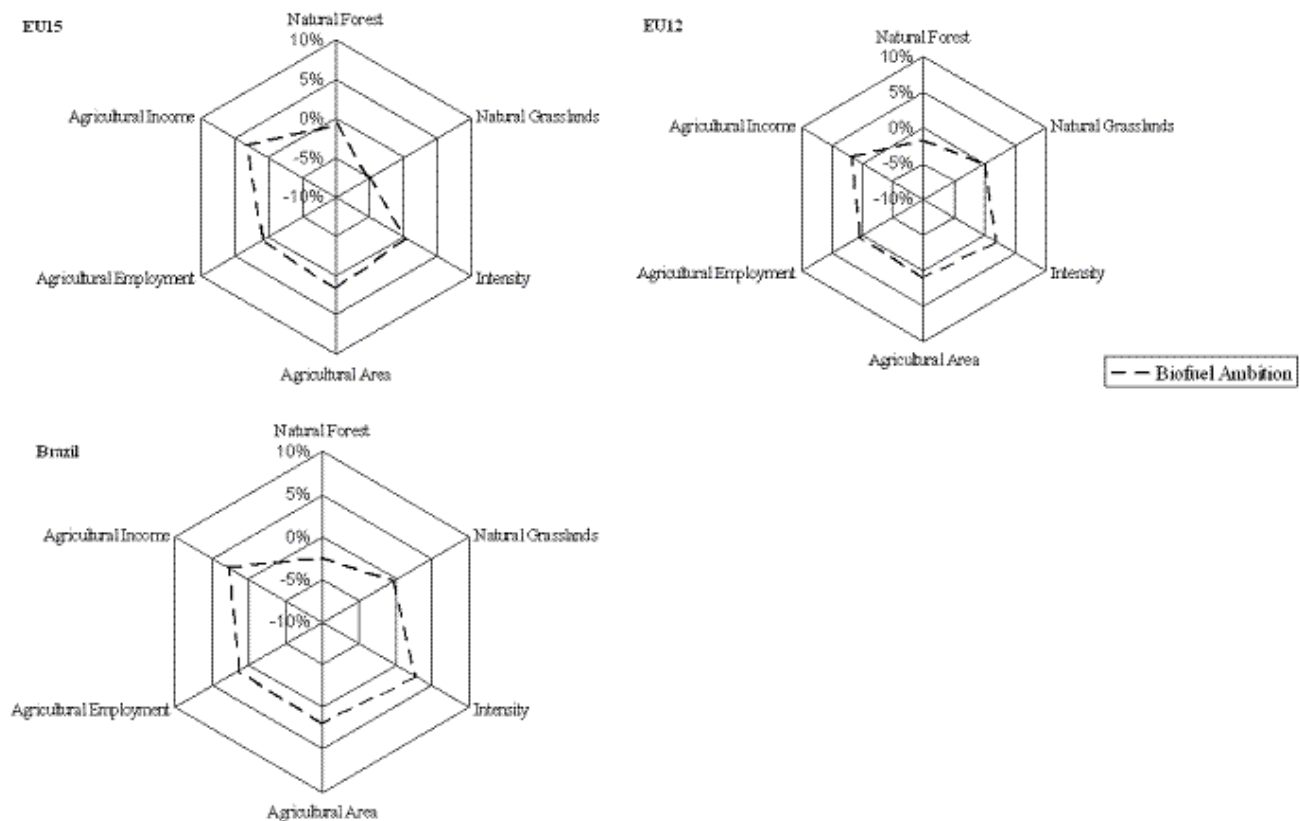 EU15
Natural Forest
10%
5%
0%
-5%
-10%
Agricultural Income
Natural Grasslands
Agricultural Employment
Intensity
Agricultural Area
EU12
Natural Forest
10%
5%
0%
-5%
-10%
Agricultural Income
Natural Grasslands
Agricultural Employment
Intensity
Agricultural Area
Biofuel Ambition
Brazil
Natural Forest
10%
5%
0%
-5%
-10%
Agricultural Income
Natural Grasslands
Agricultural Employment
Intensity
Agricultural Area